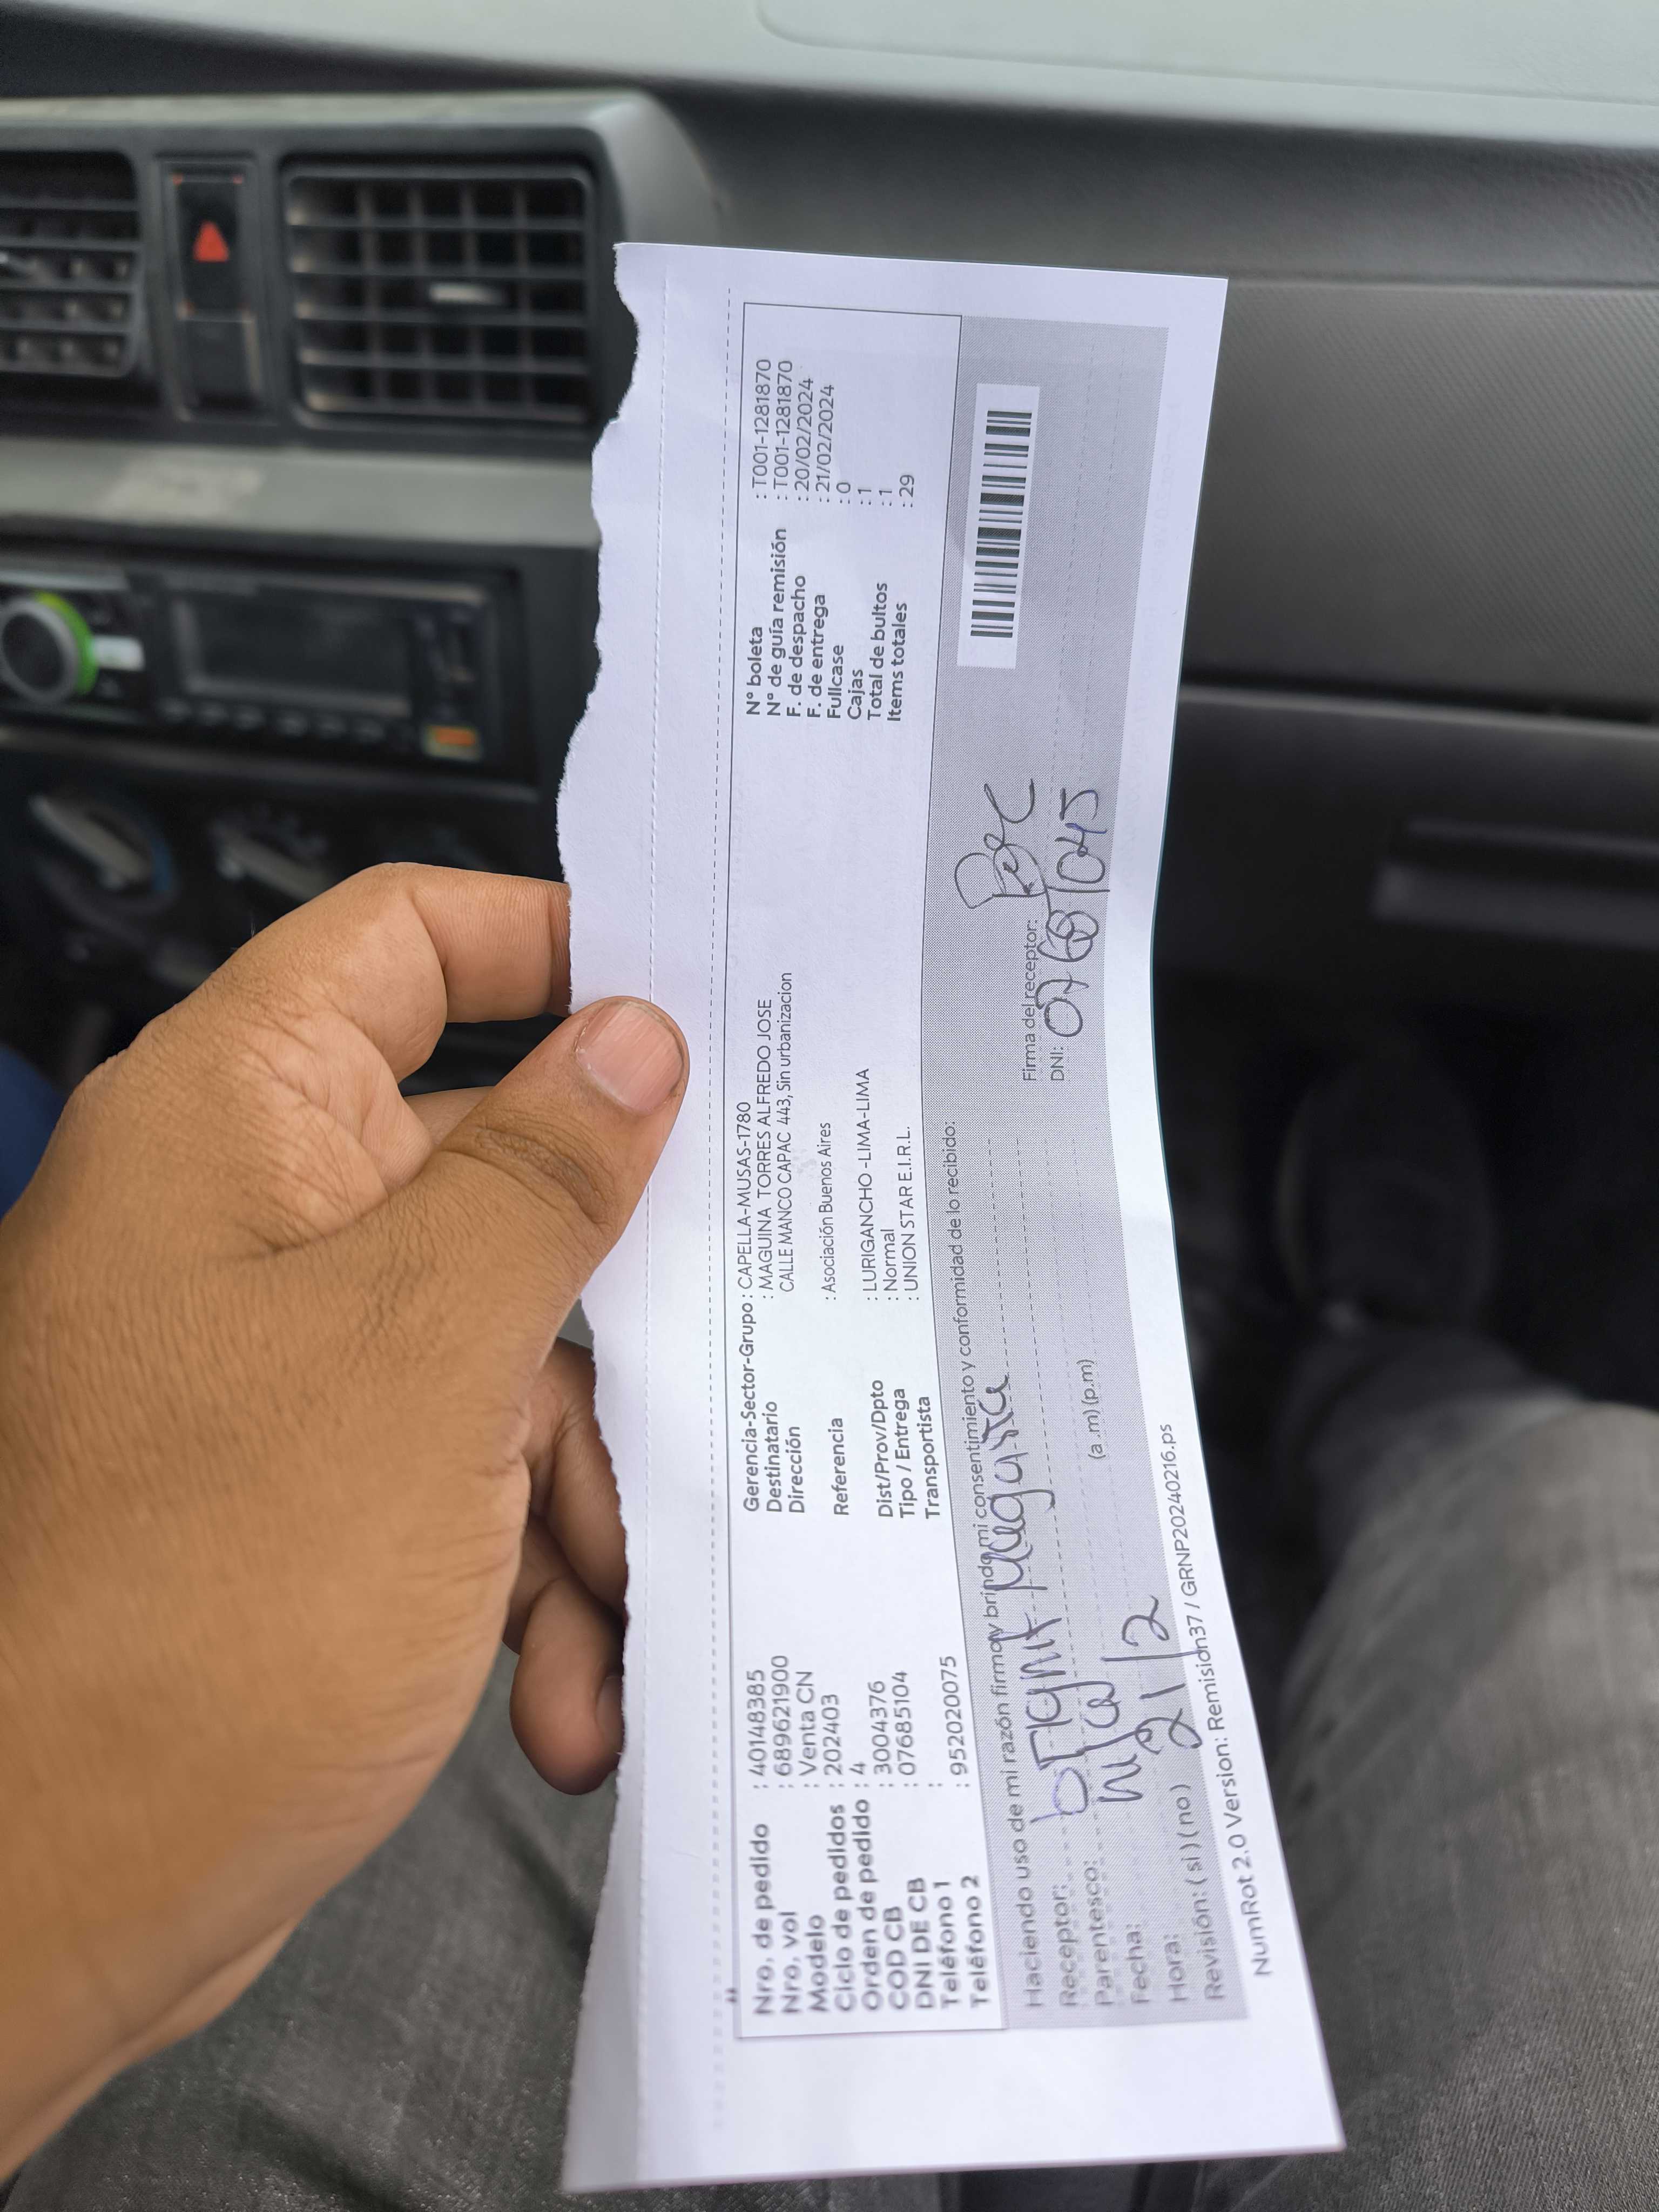 Nro. de pedido : 40148385
Nro. vol : 689621900
Modelo : Venta CN
Ciclo de pedidos : 202403
Orden de pedido : 4
COD CB : 3004376
DNI DE CB : 07685104
Teléfono 1 :
Teléfono 2 : 952020075
Gerencia-Sector-Grupo : CAPELLA-MUSAS-1780
Destinatario : MAGUINA TORRES ALFREDO JOSE
Dirección CALLE MANCO CAPAC 443, Sin urbanizacion
Referencia : Asociación Buenos Aires
Dist/Prov/Dpto : LURIGANCHO -LIMA-LIMA
Tipo / Entrega : Normal
Transportista : UNION STAR E.I.R.L.
N° boleta : T001-1281870
N° de guía remisión : T001-1281870
F. de despacho : 20/02/2024
F. de entrega : 21/02/2024
Fullcase : 0
Cajas : 1
Total de bultos : 1
Items totales : 29
Haciendo uso de mi razón firmo y brindo mi consentimiento y conformidad de lo recibido:
Receptor:
Parentesco:
Fecha: 21/2
Hora: (a .m) (p.m)
Revisión: ( si ) ( no )
Firma del receptor:
DNI:
NumRot 2.0 Version: Remision37 / GRNP20240216.ps